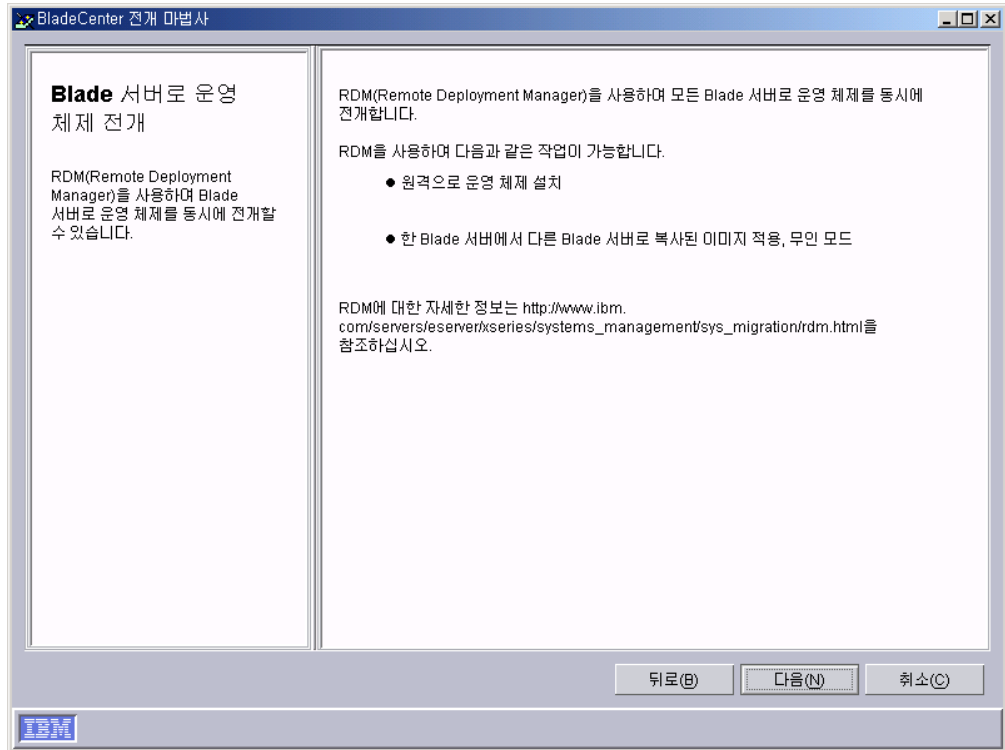 BladeCenter 전개 마법사
Blade 서버로 운영
체제 전개
RDM(Remote Deployment
Manager)을 사용하여 Blade
서버로 운영 체제를 동시에 전개할
수 있습니다.
RDM(Remote Deployment Manager)을 사용하여 모든 Blade 서버로 운영 체제를 동시에
전개합니다.
RDM을 사용하여 다음과 같은 작업이 가능합니다.
● 원격으로 운영 체제 설치
● 한 Blade 서버에서 다른 Blade 서버로 복사된 이미지 적용, 무인 모드
RDM에 대한 자세한 정보는 http://www.ibm.
com/servers/eserver/xseries/systems_management/sys_migration/rdm.html을
참조하십시오.
뒤로(B)
다음(N)
취소(C)
IBM